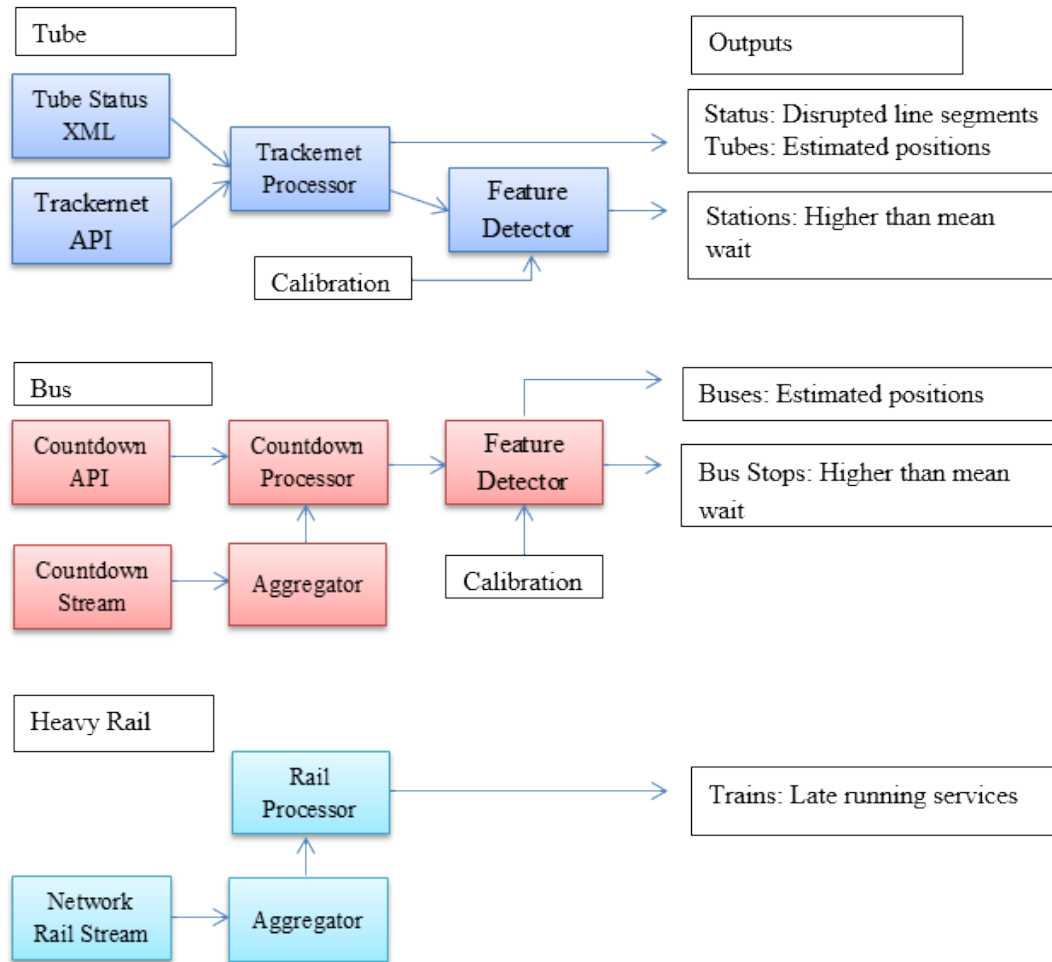 Tube
Outputs
Tube Status
XML
Trackernet
API
Trackernet
Processor
Feature
Detector
Calibration
Status: Disrupted line segments
Tubes: Estimated positions
Stations: Higher than mean
wait
Bus
Countdown
API
Countdown
Processor
Feature
Detector
Countdown
Stream
Aggregator
Calibration
Buses: Estimated positions
Bus Stops: Higher than mean
wait
Heavy Rail
Rail
Processor
Network
Rail Stream
Aggregator
Trains: Late running services